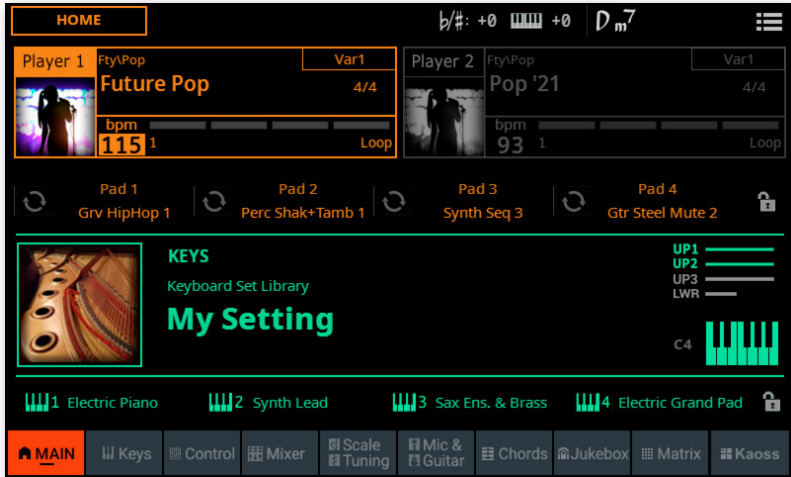 HOME
♭/#: +0 +0 Dm7
Player 1 Fty\Pop Var1
Future Pop
4/4
bpm
115 1 Loop
Player 2 Fty\Pop Var1
Pop '21
4/4
bpm
93 1 Loop
Pad 1
Grv HipHop 1
Pad 2
Perc Shak+Tamb 1
Pad 3
Synth Seq 3
Pad 4
Gtr Steel Mute 2
KEYS
Keyboard Set Library
My Setting
UP1
UP2
UP3
LWR
C4
1 Electric Piano
2 Synth Lead
3 Sax Ens. & Brass
4 Electric Grand Pad
MAIN
Keys
Control
Mixer
Scale
Tuning
Mic &
Guitar
Chords
Jukebox
Matrix
Kaoss